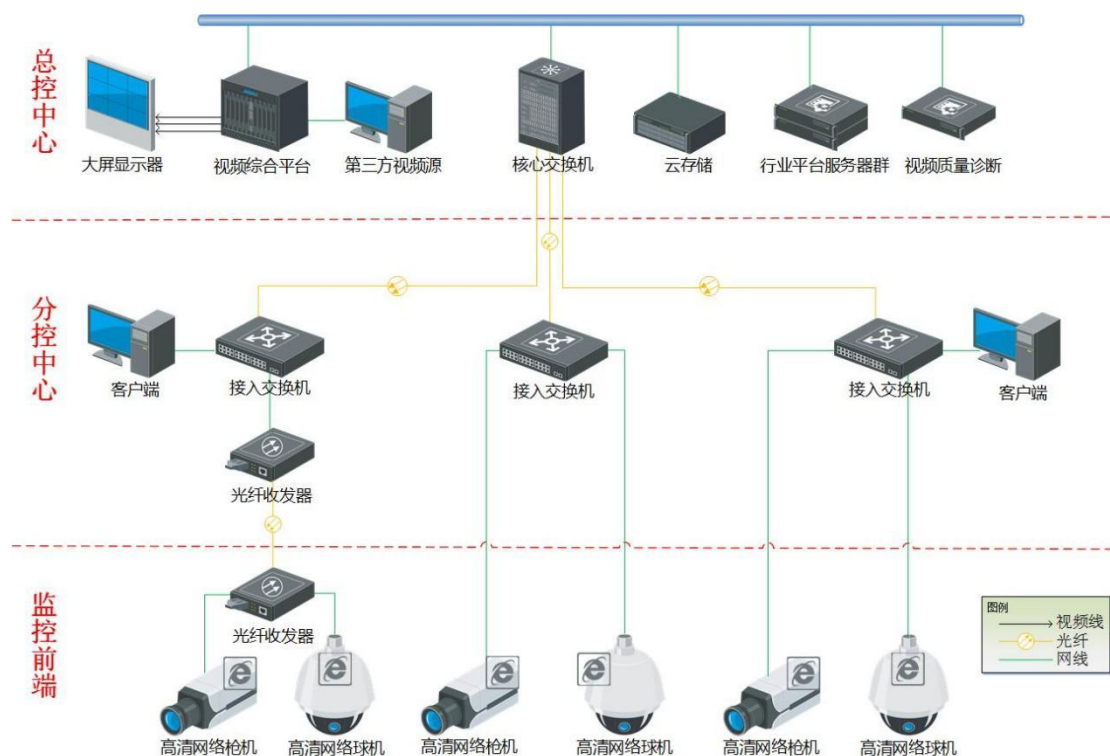 总控中心
大屏显示器
视频综合平台
第三方视频源
核心交换机
云存储
行业平台服务器群
视频质量诊断
分控中心
客户端
接入交换机
接入交换机
接入交换机
客户端
光纤收发器
监控前端
光纤收发器
图例
视频线
光纤
网线
高清网络枪机
高清网络球机
高清网络枪机
高清网络球机
高清网络枪机
高清网络球机